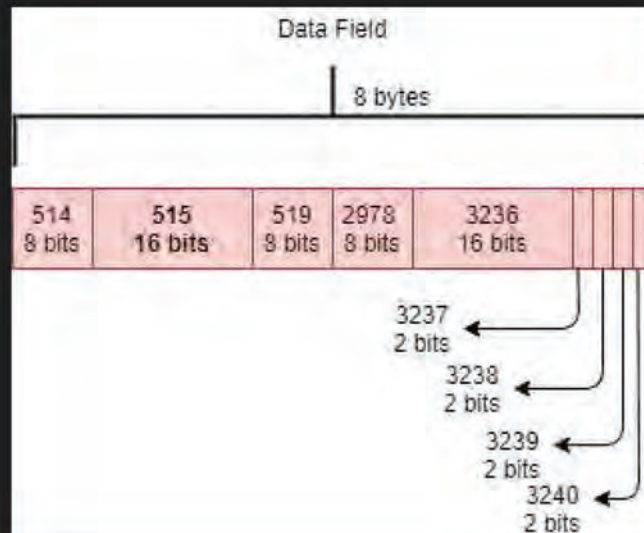 Data Field
8 bytes
514 515 519 2978 3236
8 bits 16 bits 8 bits 8 bits 16 bits
3237
2 bits
3238
2 bits
3239
2 bits
3240
2 bits